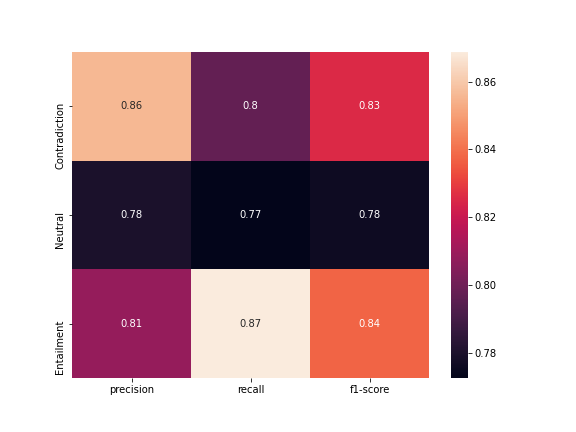 Contradiction 0.86 0.8 0.83
Neutral 0.78 0.77 0.78
Entailment 0.81 0.87 0.84
precision recall f1-score
0.86
0.84
0.82
0.80
0.78